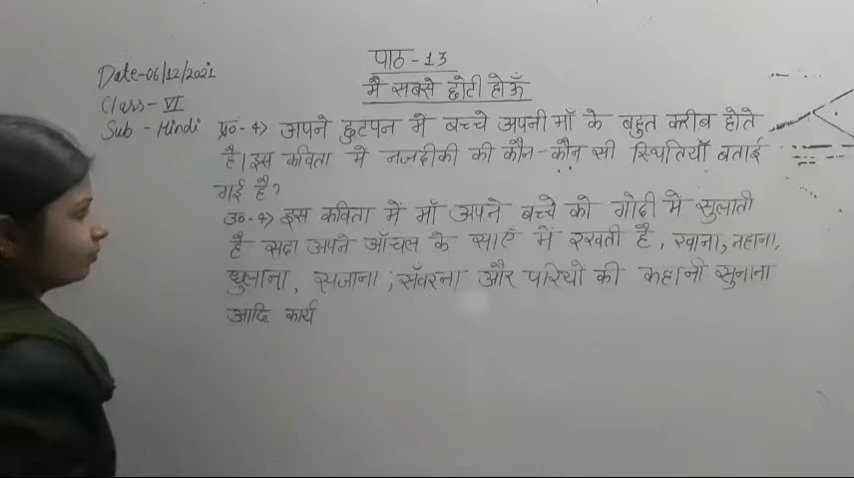 पाठ - 13
मै सबसे छोटी होऊँ
Date-06/12/2021
Class - VI
Sub - Hindi
प्र०-4> अपने छुटपन में बच्चे अपनी माँ के बहुत करीब होते
है। इस कविता में नज़दीकी की कौन-कौन सी स्थितियाँ बताई
गई है?
उ०-4> इस कविता में माँ अपने बच्चे को गोदी मे सुलाती
है सदा अपने आँचल के साएँ में रखती है, खाना, नहाना,
धुलाना, सजाना, सँवरना और परियो की कहानी सुनाना
आदि कार्य